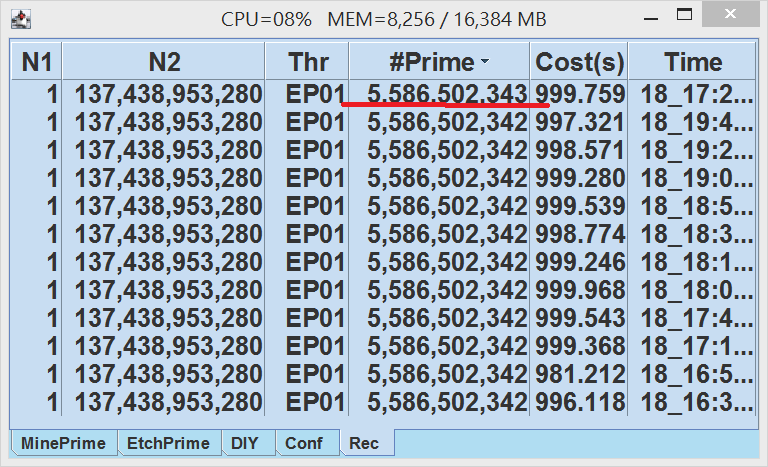 CPU=08% MEM=8,256 / 16,384 MB
N1 N2 Thr #Prime Cost(s) Time
1 137,438,953,280 EP01 5,586,502,343 999.759 18_17:2...
1 137,438,953,280 EP01 5,586,502,342 997.321 18_19:4...
1 137,438,953,280 EP01 5,586,502,342 998.571 18_19:2...
1 137,438,953,280 EP01 5,586,502,342 999.280 18_19:0...
1 137,438,953,280 EP01 5,586,502,342 999.539 18_18:5...
1 137,438,953,280 EP01 5,586,502,342 998.774 18_18:3...
1 137,438,953,280 EP01 5,586,502,342 999.246 18_18:1...
1 137,438,953,280 EP01 5,586,502,342 999.968 18_18:0...
1 137,438,953,280 EP01 5,586,502,342 999.543 18_17:4...
1 137,438,953,280 EP01 5,586,502,342 999.368 18_17:1...
1 137,438,953,280 EP01 5,586,502,342 981.212 18_16:5...
1 137,438,953,280 EP01 5,586,502,342 996.118 18_16:3...
MinePrime EtchPrime DIY Conf Rec